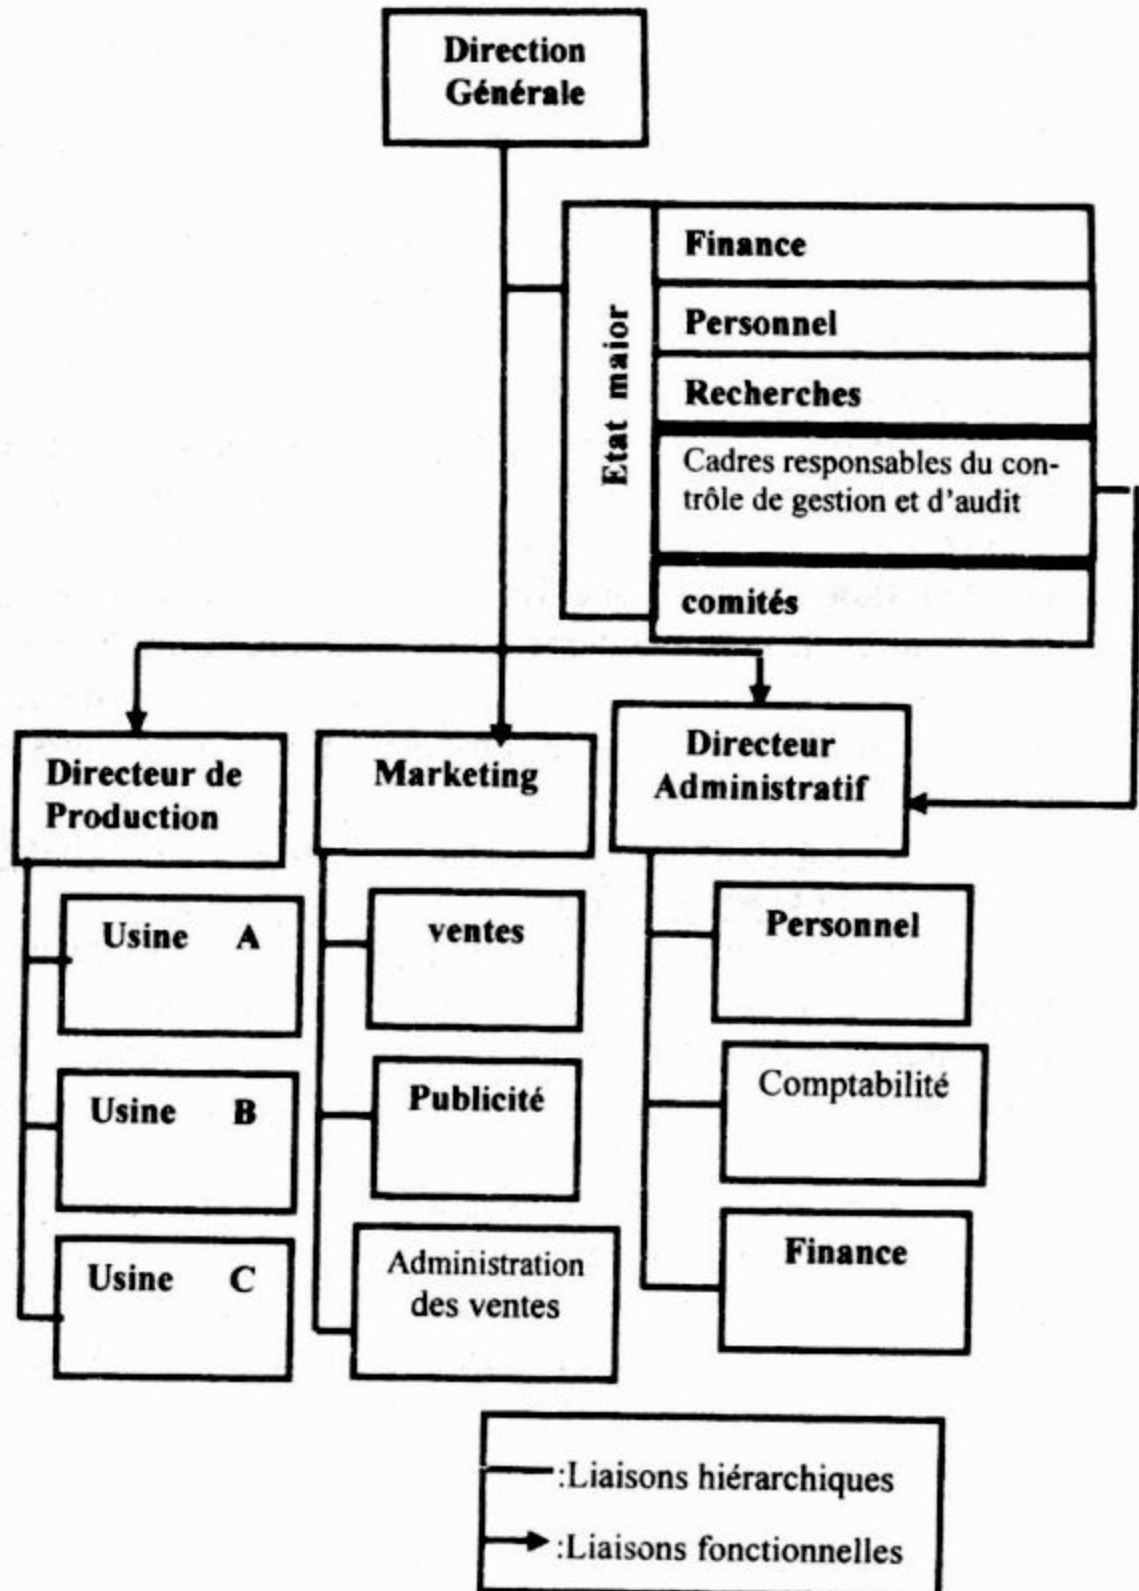 Direction
Générale
Etat maior
Finance
Personnel
Recherches
Cadres responsables du con-
trôle de gestion et d'audit
comités
Directeur de
Production
Marketing
Directeur
Administratif
Usine A
Usine B
Usine C
ventes
Publicité
Administration
des ventes
Personnel
Comptabilité
Finance
:Liaisons hiérarchiques
:Liaisons fonctionnelles